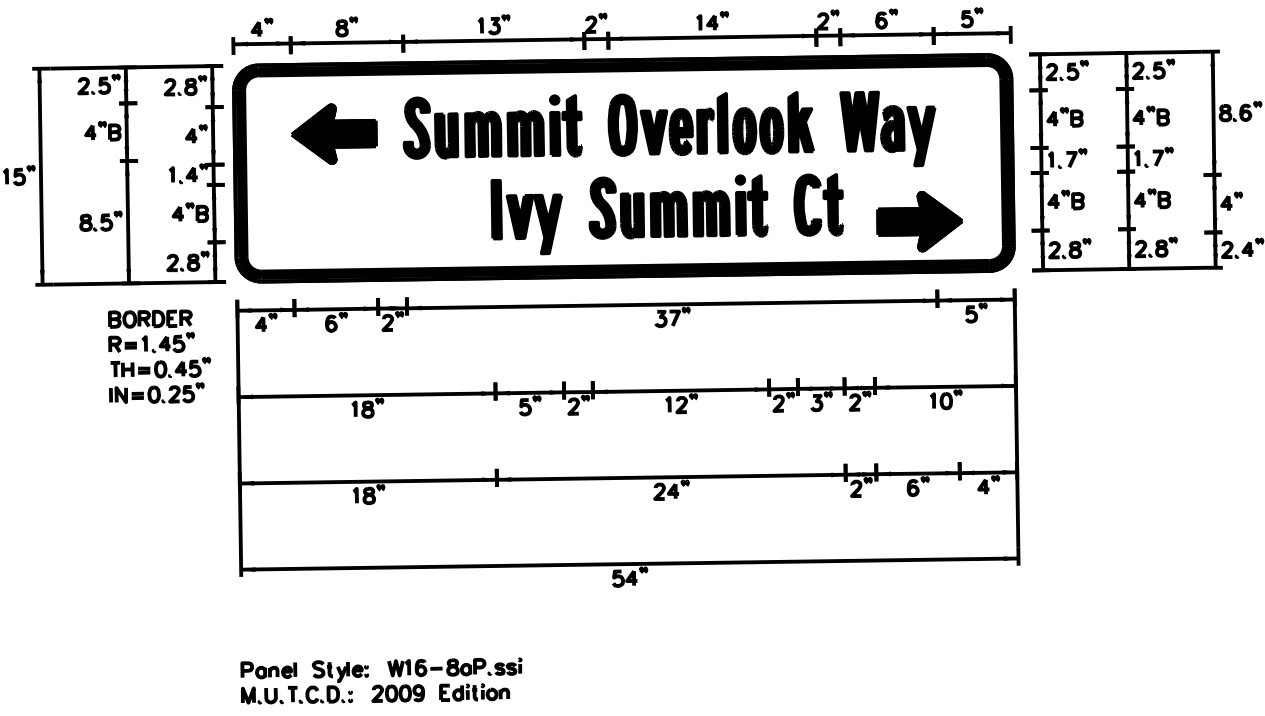 4" 8" 13" 2" 14" 2" 6" 5"
2.5" 2.8" 2.5" 2.5"
4"B 4" Summit Overlook Way 4"B 4"B 8.6"
15" 1.4" 1.7" 1.7"
8.5" 4"B Ivy Summit Ct 4"B 4"B 4"
2.8" 2.8" 2.8" 2.4"
BORDER 4" 6" 2" 37" 5"
R=1.45"
TH=0.45"
IN=0.25"
18" 5" 2" 12" 2" 3" 2" 10"
18" 24" 2" 6" 4"
54"
Panel Style: W16-8aP.ssi
M.U.T.C.D.: 2009 Edition